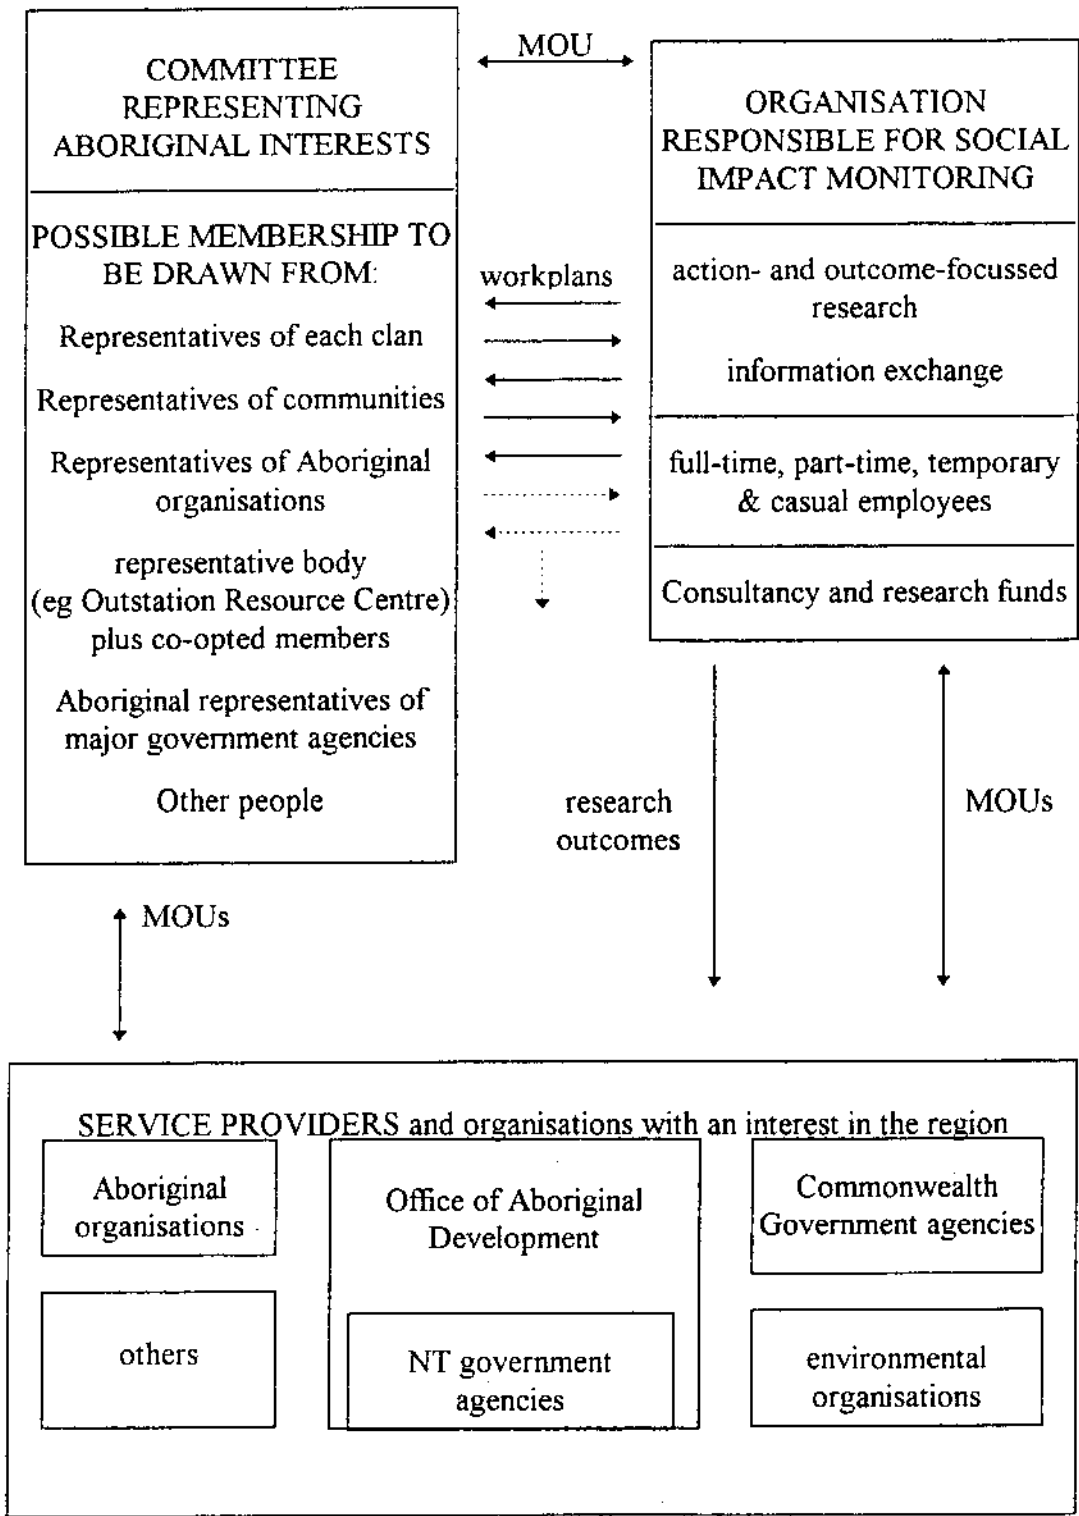 COMMITTEE
REPRESENTING
ABORIGINAL INTERESTS
POSSIBLE MEMBERSHIP TO
BE DRAWN FROM:
Representatives of each clan
Representatives of communities
Representatives of Aboriginal
organisations
representative body
(eg Outstation Resource Centre)
plus co-opted members
Aboriginal representatives of
major government agencies
Other people
MOU
workplans
ORGANISATION
RESPONSIBLE FOR SOCIAL
IMPACT MONITORING
action- and outcome-focussed
research
information exchange
full-time, part-time, temporary
& casual employees
Consultancy and research funds
research
outcomes
MOUs
MOUs
SERVICE PROVIDERS and organisations with an interest in the region
Aboriginal
organisations
others
Office of Aboriginal
Development
NT government
agencies
Commonwealth
Government agencies
environmental
organisations